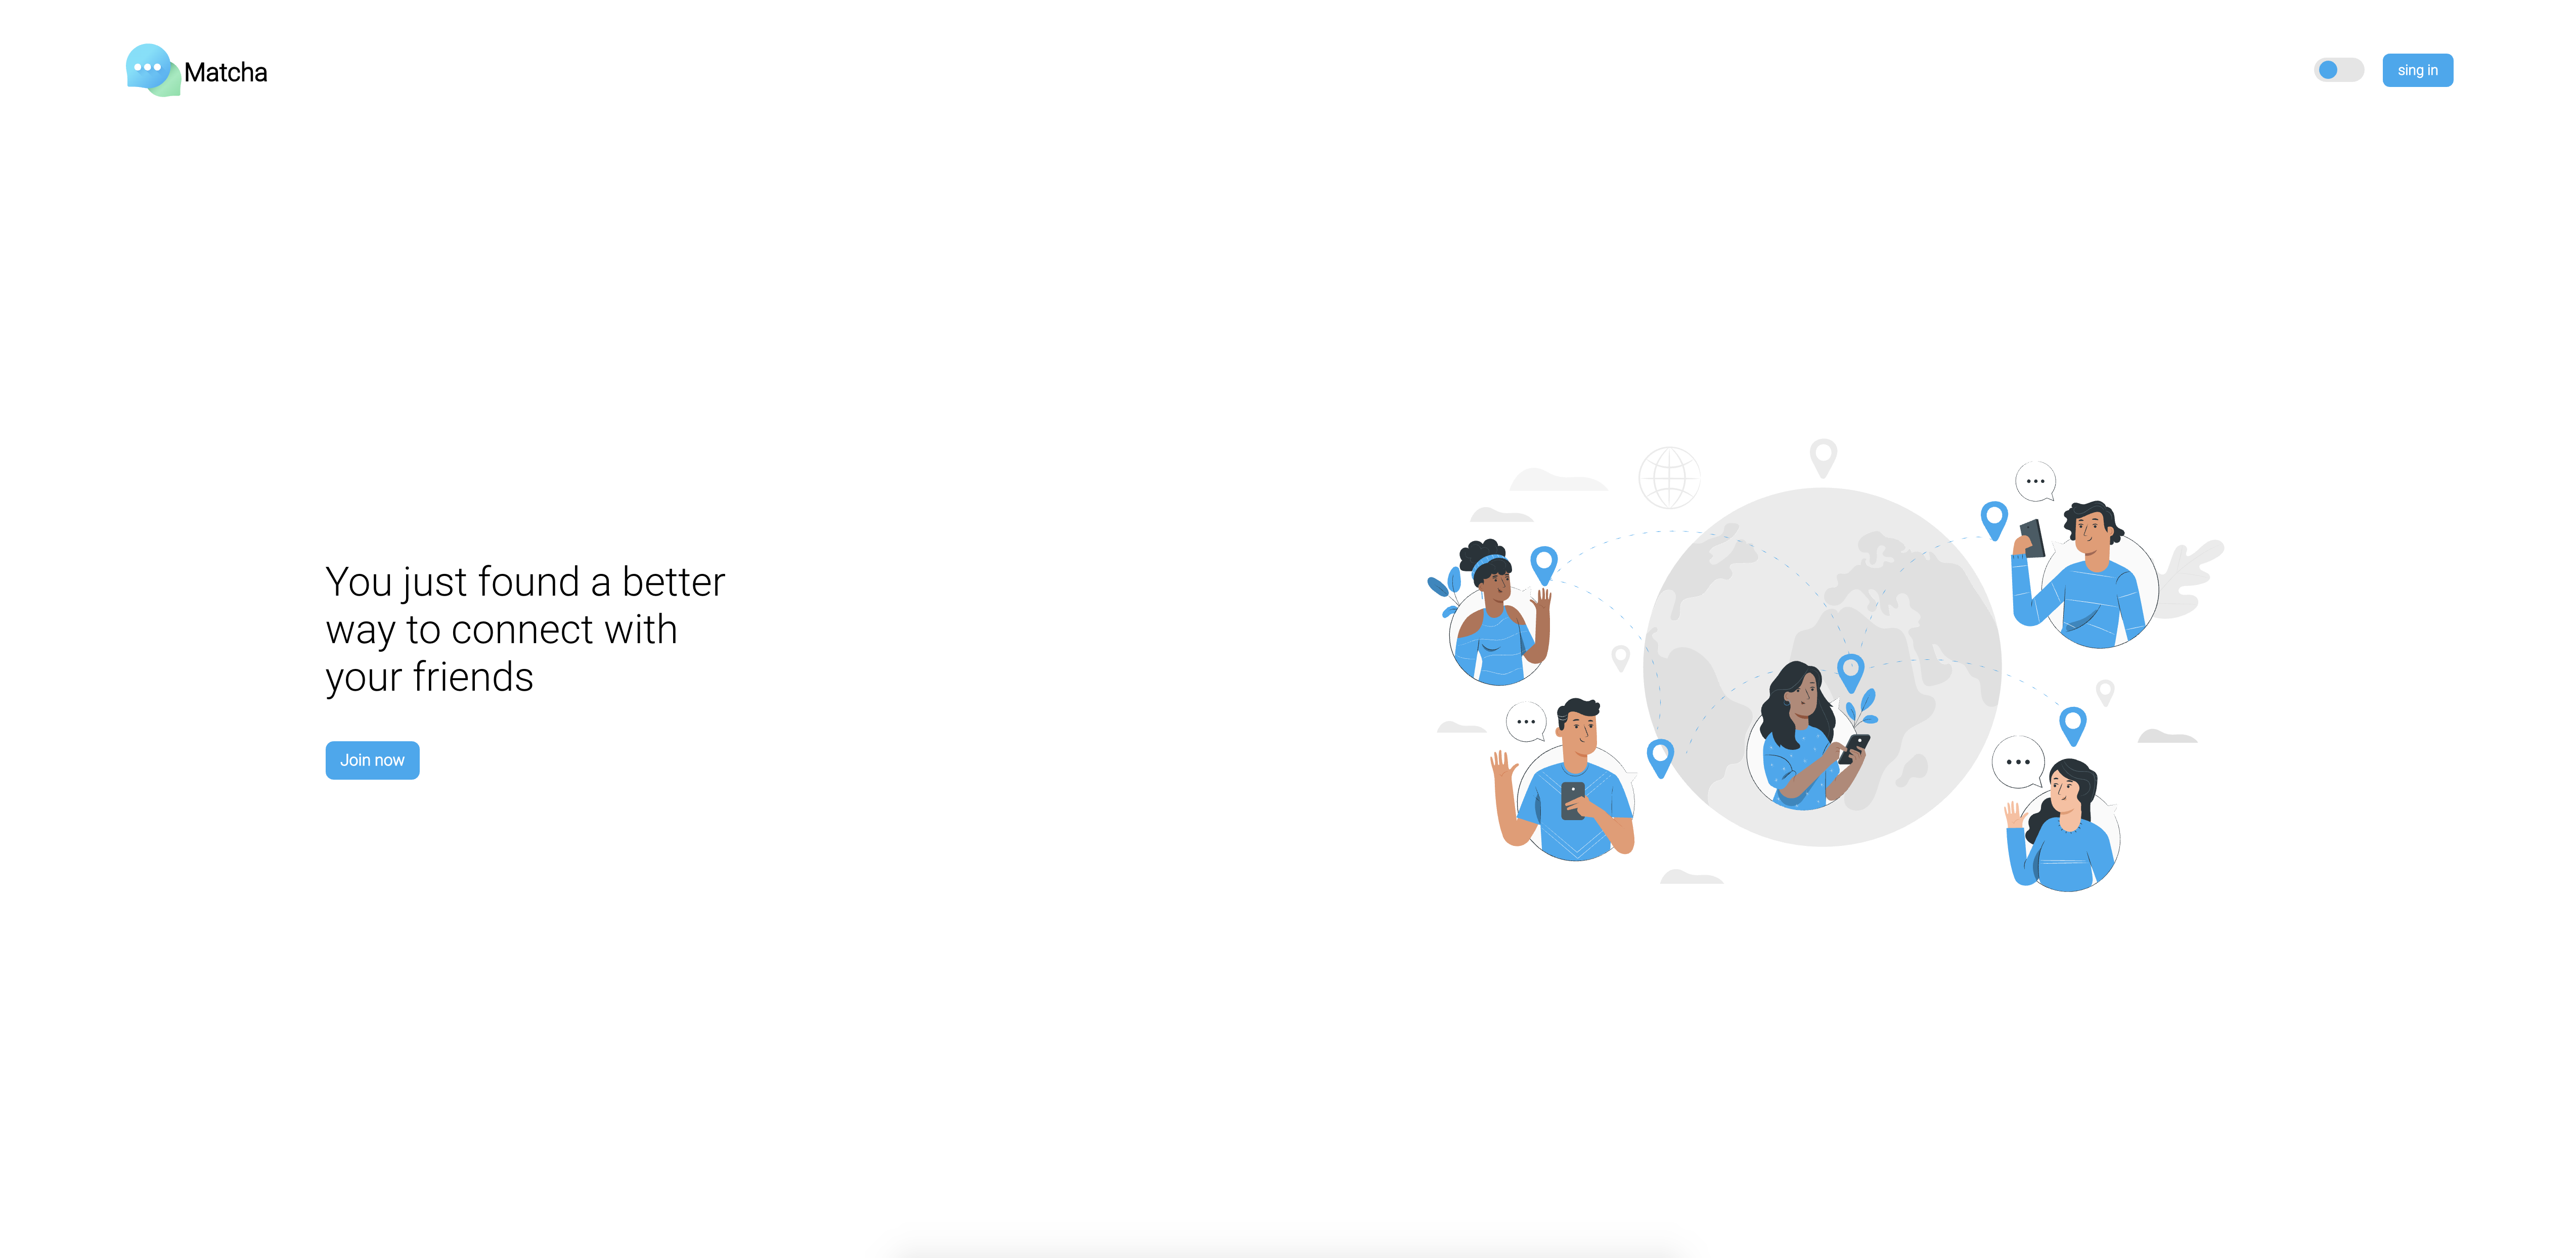 Matcha
sing in
You just found a better
way to connect with
your friends
Join now